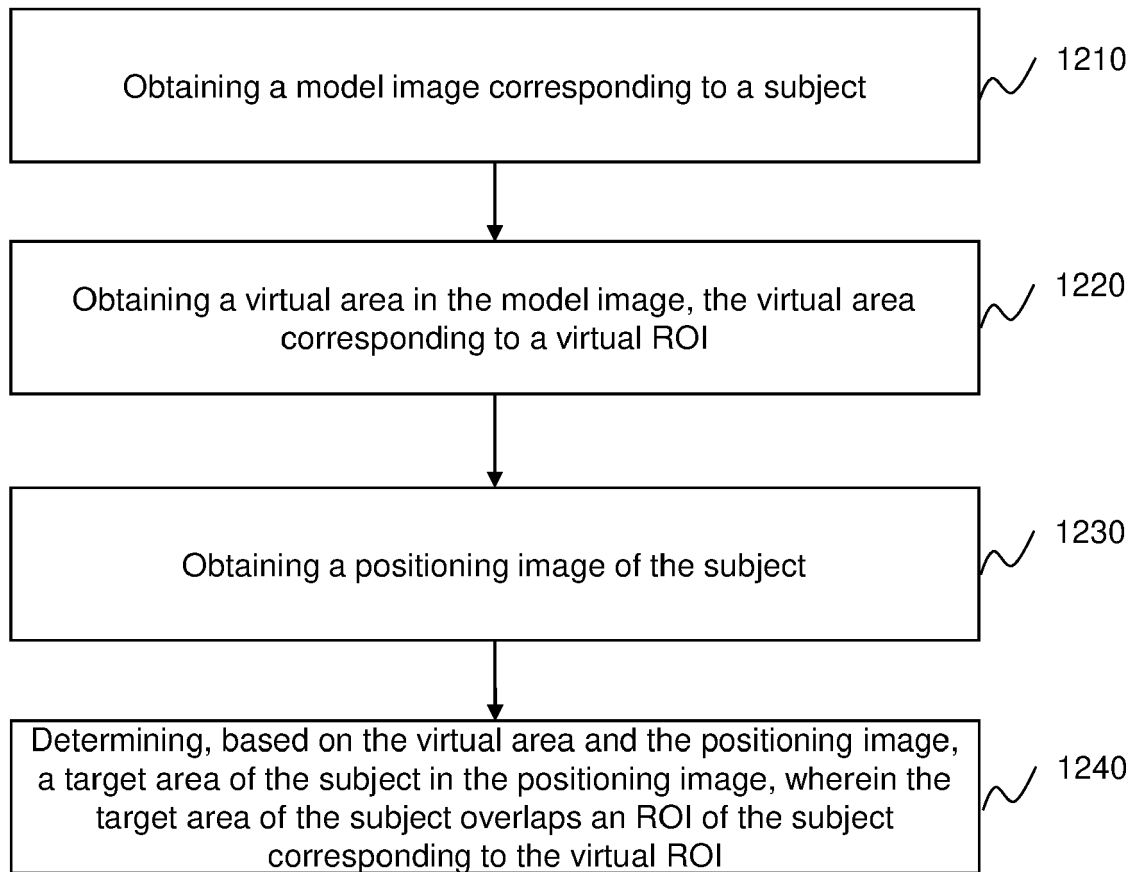 Obtaining a model image corresponding to a subject
1210
Obtaining a virtual area in the model image, the virtual area
corresponding to a virtual ROI
1220
Obtaining a positioning image of the subject
1230
Determining, based on the virtual area and the positioning image,
a target area of the subject in the positioning image, wherein the
target area of the subject overlaps an ROI of the subject
corresponding to the virtual ROI
1240